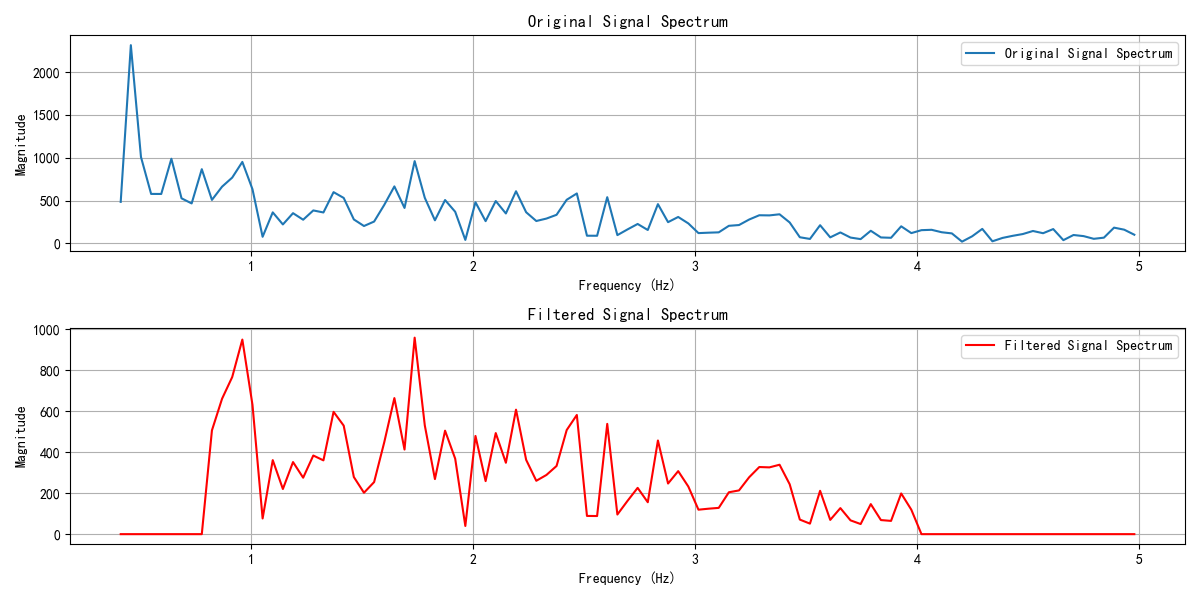 Original Signal Spectrum
Original Signal Spectrum
Magnitude
2000
1500
1000
500
0
1 2 3 4 5
Frequency (Hz)
Filtered Signal Spectrum
Filtered Signal Spectrum
Magnitude
1000
800
600
400
200
0
1 2 3 4 5
Frequency (Hz)